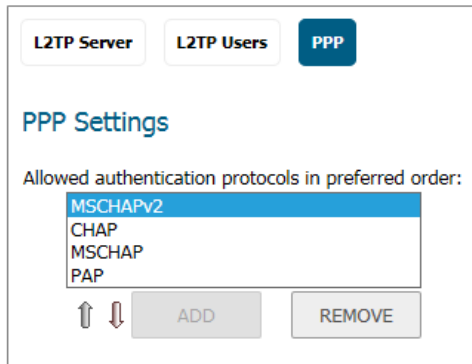 L2TP Server L2TP Users PPP
PPP Settings
Allowed authentication protocols in preferred order:
MSCHAPv2
CHAP
MSCHAP
PAP
ADD REMOVE